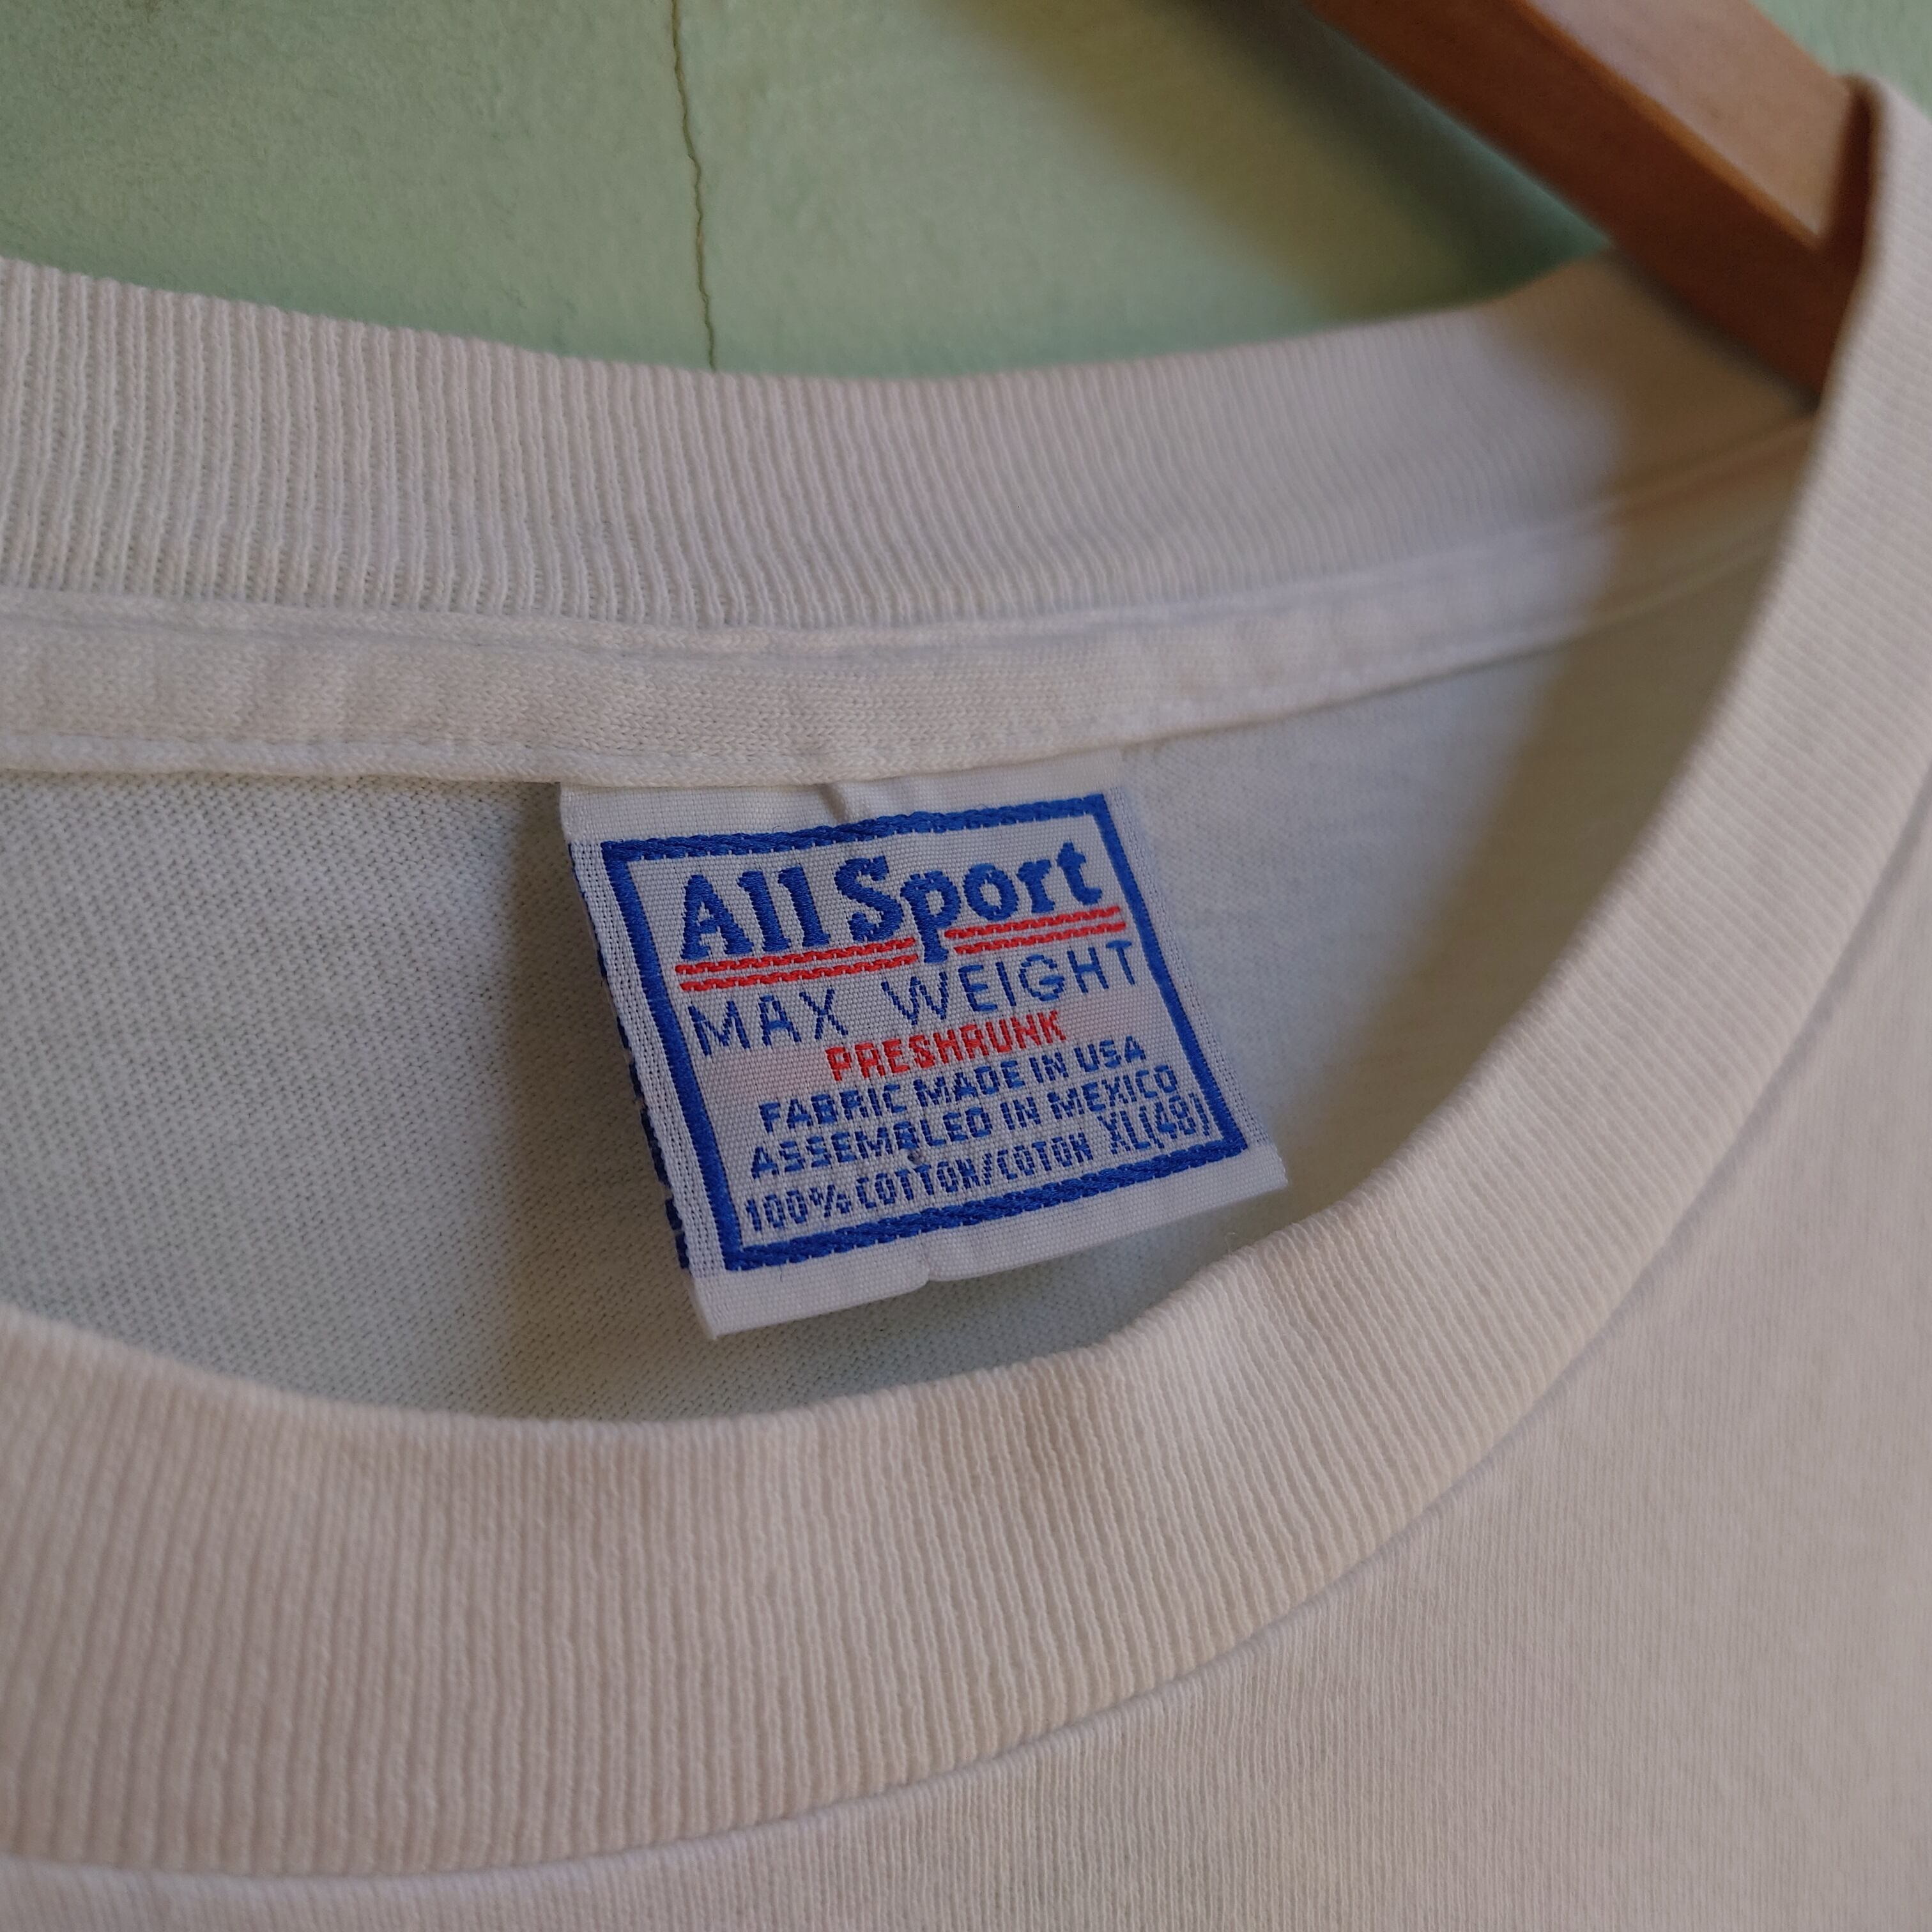 All Sport
MAX WEIGHT
PRESHRUNK
FABRIC MADE IN USA
ASSEMBLED IN MEXICO
100% COTTON/COTON XL(48)